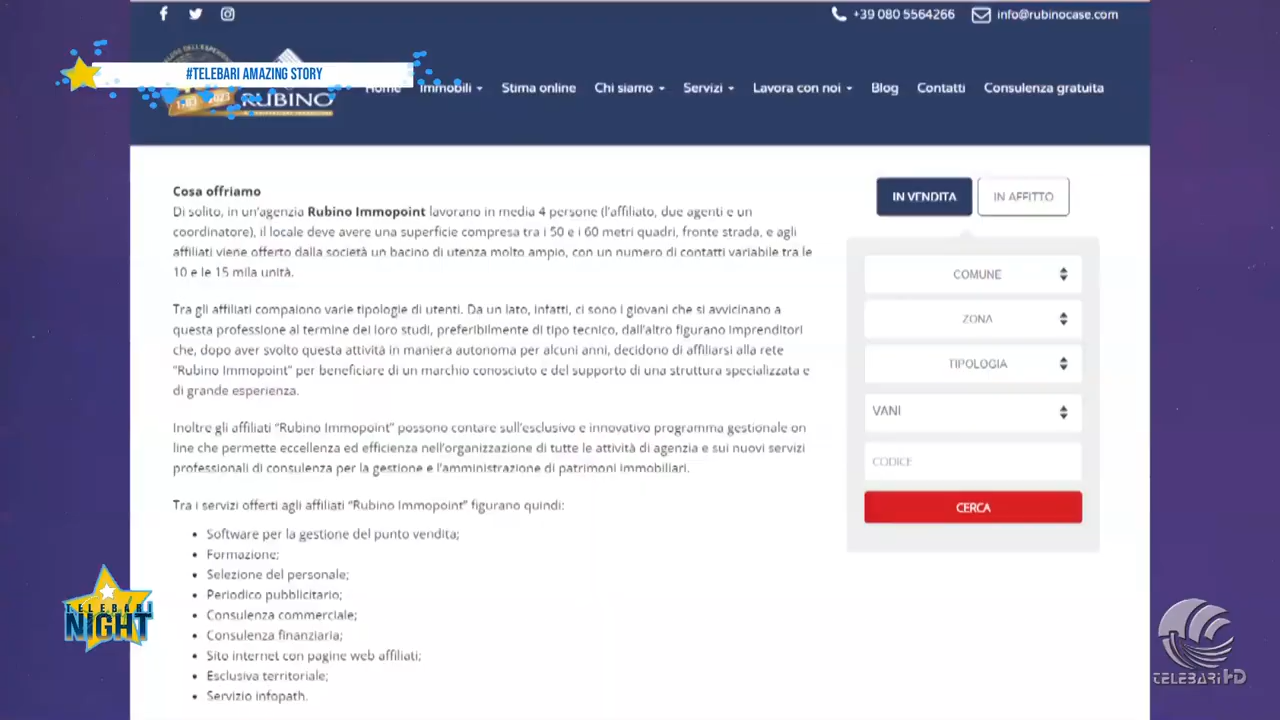 +39 080 5564266 info@rubinocase.com
#TELEBARI AMAZING STORY
RUBINO
Home Immobili Stima online Chi siamo Servizi Lavora con noi Blog Contatti Consulenza gratuita
Cosa offriamo
Di solito, in un'agenzia Rubino Immopoint lavorano in media 4 persone (l'affiliato, due agenti e un
coordinatore), il locale deve avere una superficie compresa tra i 50 e i 60 metri quadri, fronte strada, e agli
affiliati viene offerto dalla società un bacino di utenza molto ampio, con un numero di contatti variabile tra le
10 e le 15 mila unità.
Tra gli affiliati compaiono varie tipologie di utenti. Da un lato, infatti, ci sono i giovani che si avvicinano a
questa professione al termine del loro studi, preferibilmente di tipo tecnico, dall'altro figurano imprenditori
che, dopo aver svolto questa attività in maniera autonoma per alcuni anni, decidono di affiliarsi alla rete
"Rubino Immopoint" per beneficiare di un marchio conosciuto e del supporto di una struttura specializzata e
di grande esperienza.
Inoltre gli affiliati "Rubino Immopoint" possono contare sull'esclusivo e innovativo programma gestionale on
line che permette eccellenza ed efficienza nell'organizzazione di tutte le attività di agenzia e sui nuovi servizi
professionali di consulenza per la gestione e l'amministrazione di patrimoni immobiliari.
Tra i servizi offerti agli affiliati "Rubino Immopoint" figurano quindi:
• Software per la gestione del punto vendita;
• Formazione;
• Selezione del personale;
• Periodico pubblicitario;
• Consulenza commerciale;
• Consulenza finanziaria;
• Sito internet con pagine web affiliati;
• Esclusiva territoriale;
• Servizio infopath.
IN VENDITA IN AFFITTO
COMUNE
ZONA
TIPOLOGIA
VANI
CODICE
CERCA
TELEBARI
NIGHT
TELEBARI HD